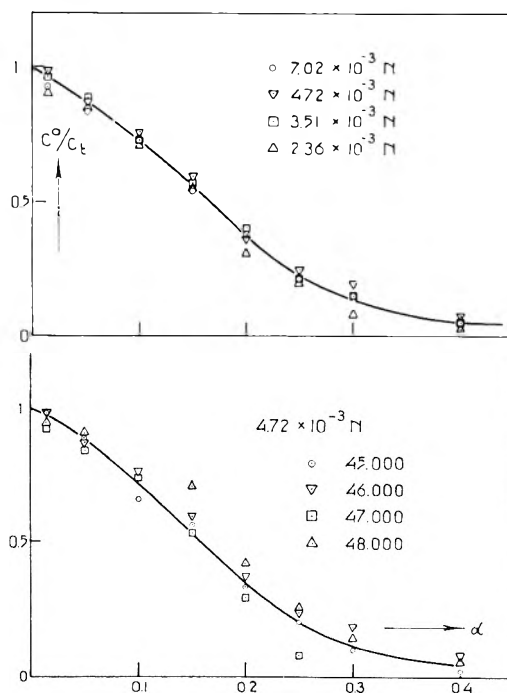 1
C°/Ct
0.5
0
○ 7.02 × 10⁻³ N
▽ 4.72 × 10⁻³ N
□ 3.51 × 10⁻³ N
△ 2.36 × 10⁻³ N
1
0.5
0
4.72 × 10⁻³ N
○ 45.000
▽ 46.000
□ 47.000
△ 48.000
α
0.1 0.2 0.3 0.4